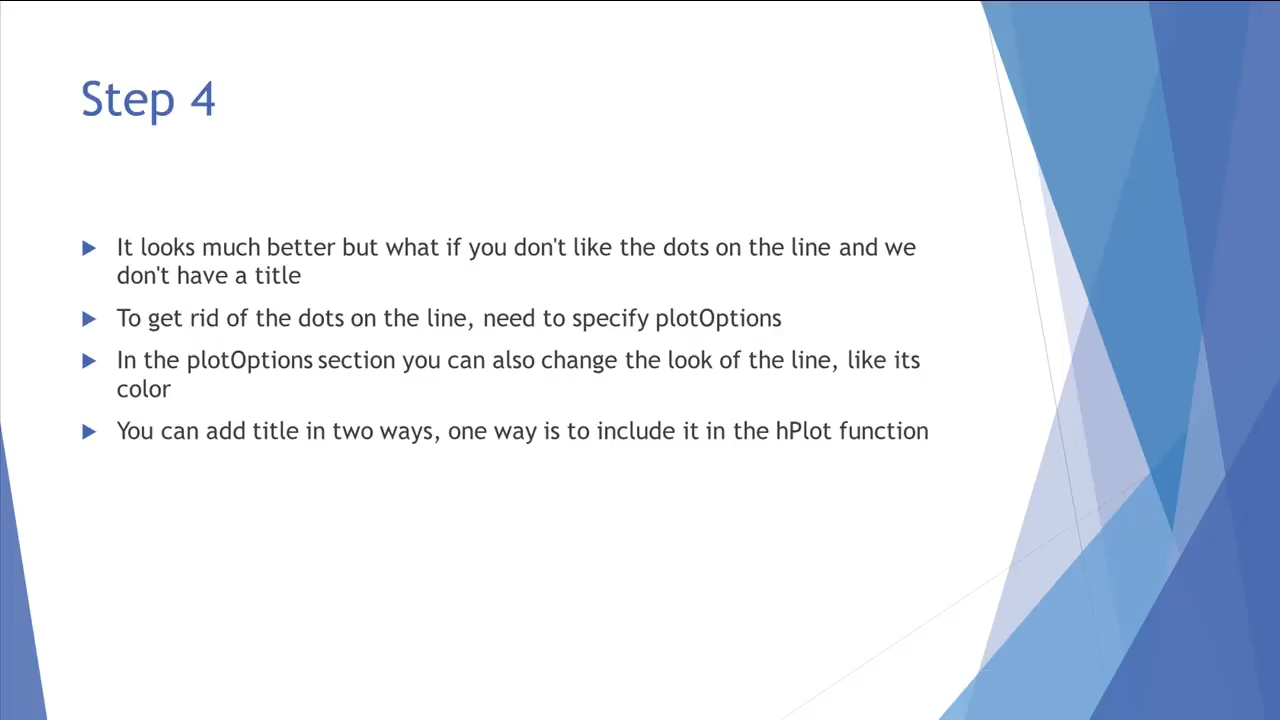 Step 4
It looks much better but what if you don't like the dots on the line and we
don't have a title
To get rid of the dots on the line, need to specify plotOptions
In the plotOptions section you can also change the look of the line, like its
color
You can add title in two ways, one way is to include it in the hPlot function